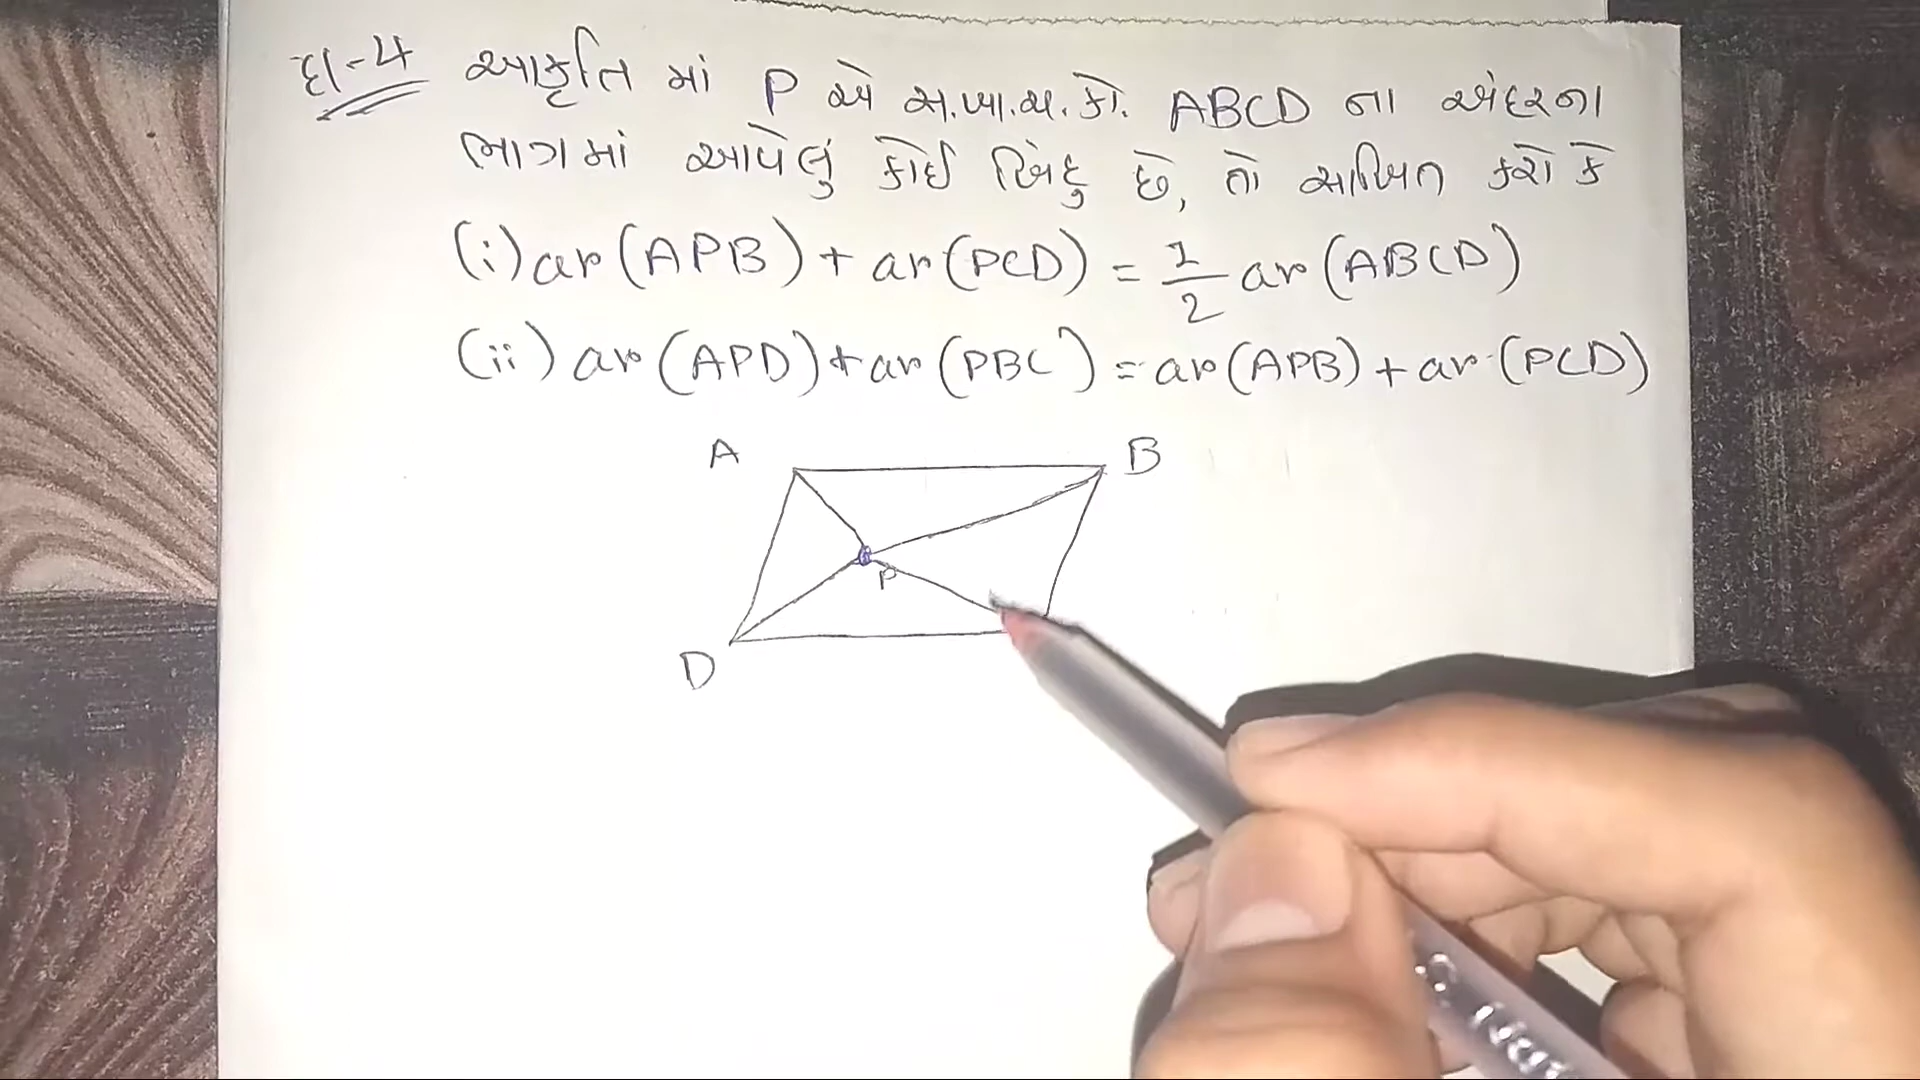 દા-4 આકૃતિ માં P એ સ.બા.ચ.કો. ABCD ના અંદરના
ભાગમાં આપેલું કોઈ બિંદુ છે, તો સાબિત કરો કે
(i) ar (APB) + ar (PCD) = 1/2 ar (ABCD)
(ii) ar (APD) + ar (PBC) = ar (APB) + ar (PCD)
A B
P
D